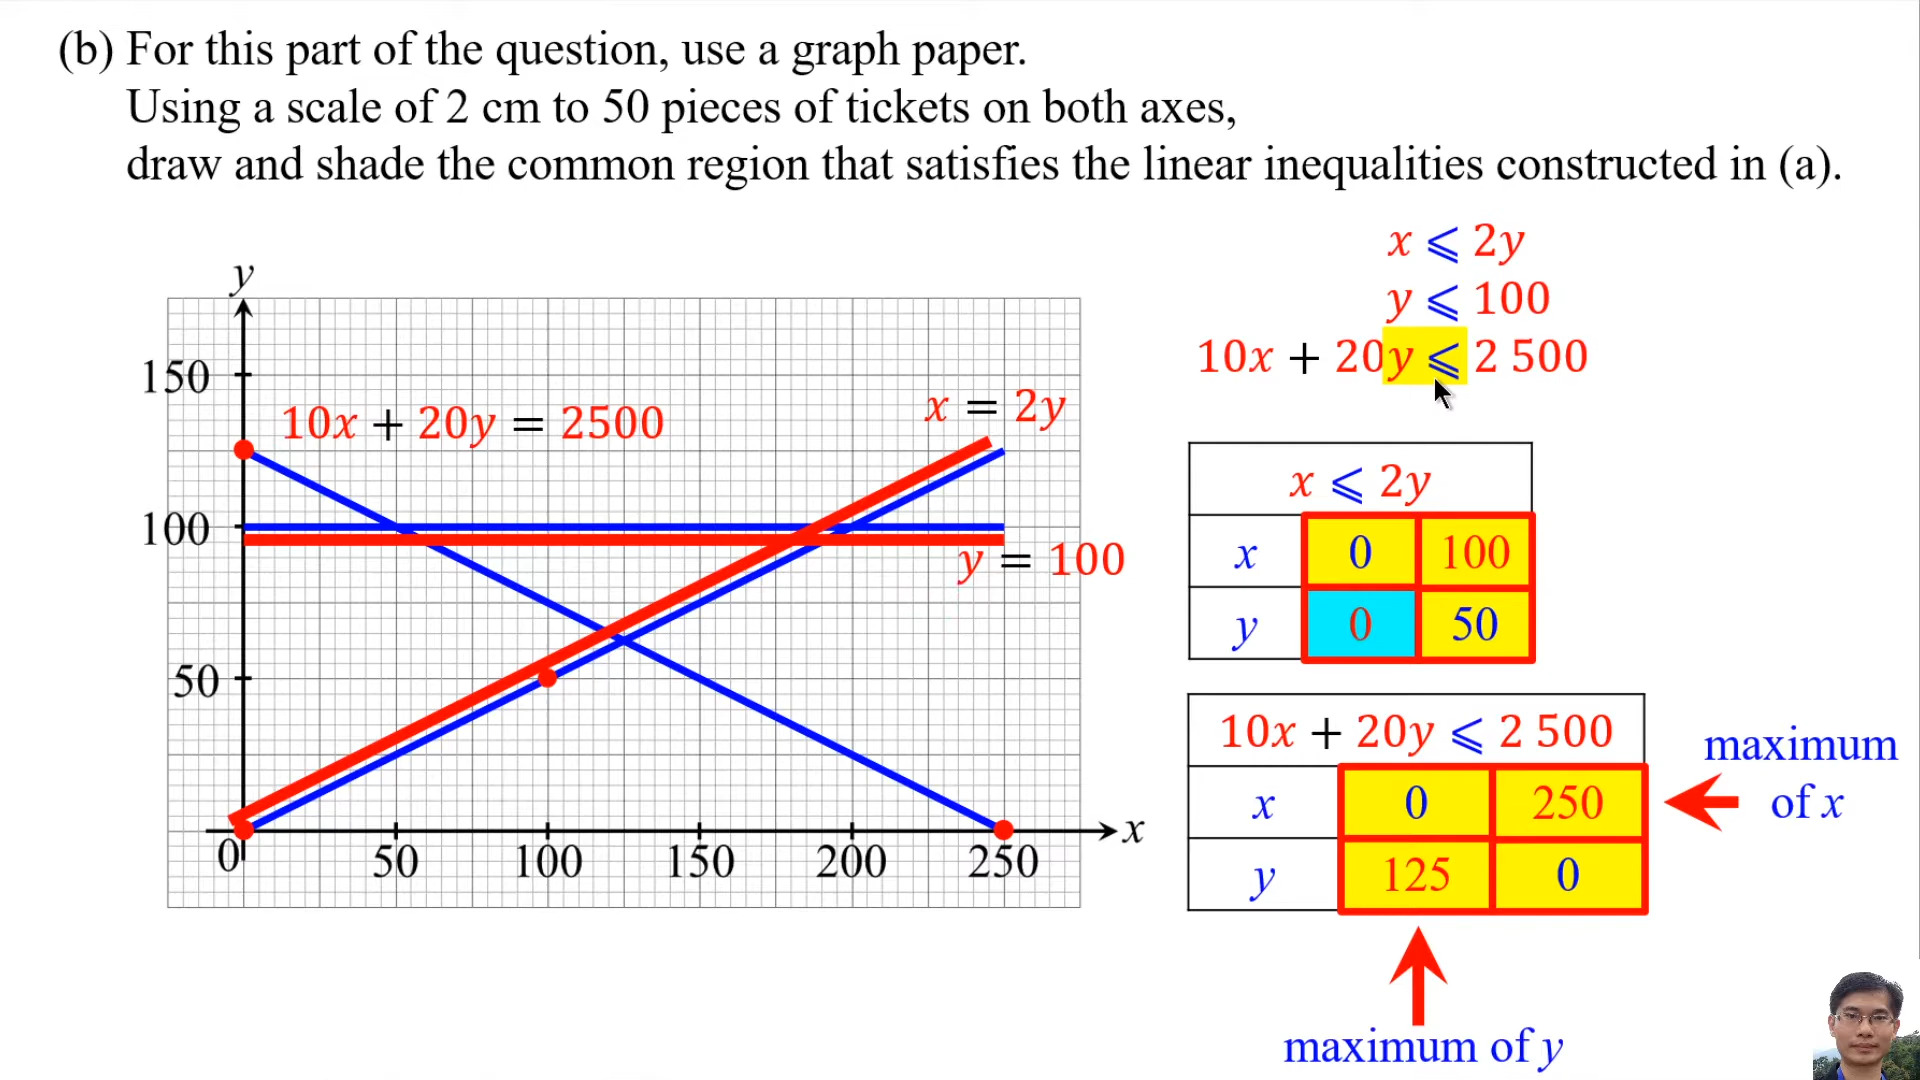 (b) For this part of the question, use a graph paper.
Using a scale of 2 cm to 50 pieces of tickets on both axes,
draw and shade the common region that satisfies the linear inequalities constructed in (a).
x ⩽ 2y
y ⩽ 100
10x + 20y ⩽ 2 500
y
150
10x + 20y = 2500
x = 2y
100
y = 100
50
0
50
100
150
200
250
x
x ⩽ 2y
x 0 100
y 0 50
10x + 20y ⩽ 2 500
x 0 250
y 125 0
maximum
of x
maximum of y